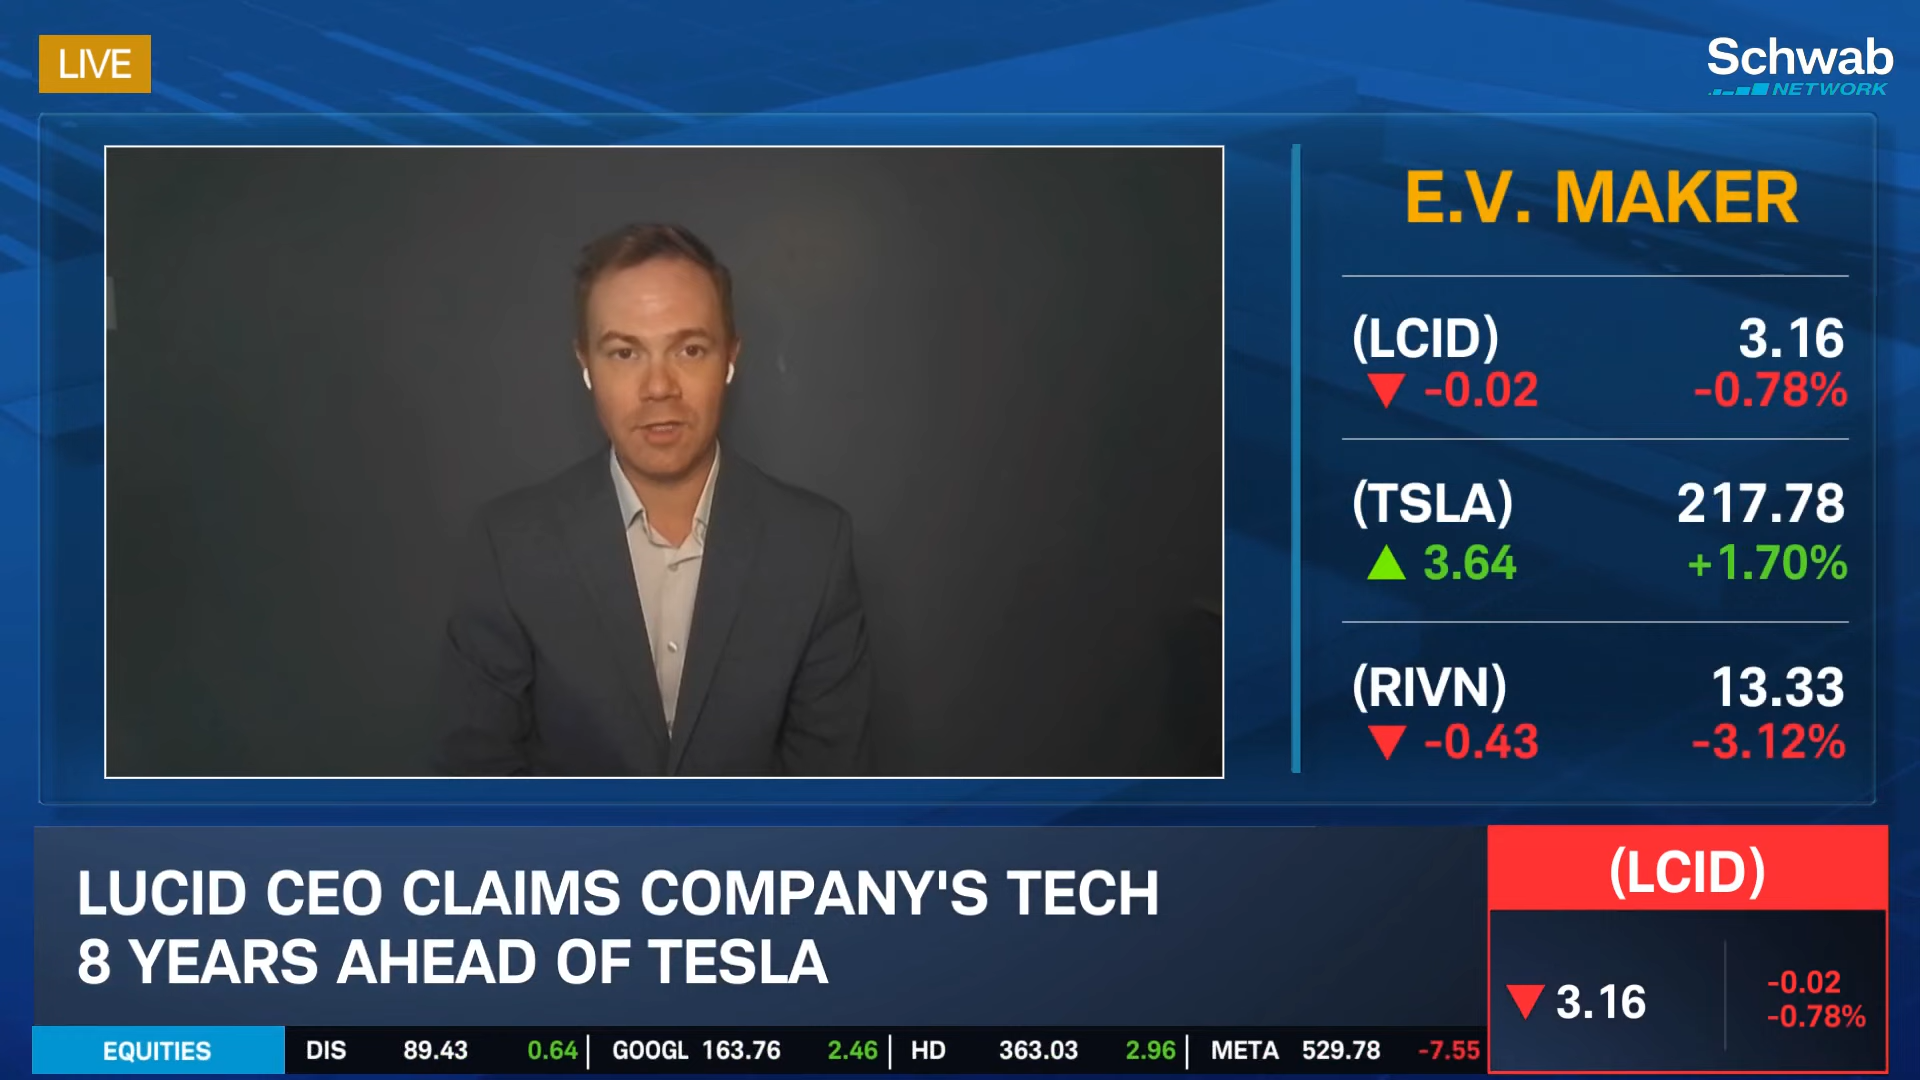 LIVE
Schwab
NETWORK
E.V. MAKER
(LCID) 3.16
▼ -0.02 -0.78%
(TSLA) 217.78
▲ 3.64 +1.70%
(RIVN) 13.33
▼ -0.43 -3.12%
LUCID CEO CLAIMS COMPANY'S TECH
8 YEARS AHEAD OF TESLA
(LCID)
▼ 3.16
-0.02
-0.78%
EQUITIES DIS 89.43 0.64 | GOOGL 163.76 2.46 | HD 363.03 2.96 | META 529.78 -7.55